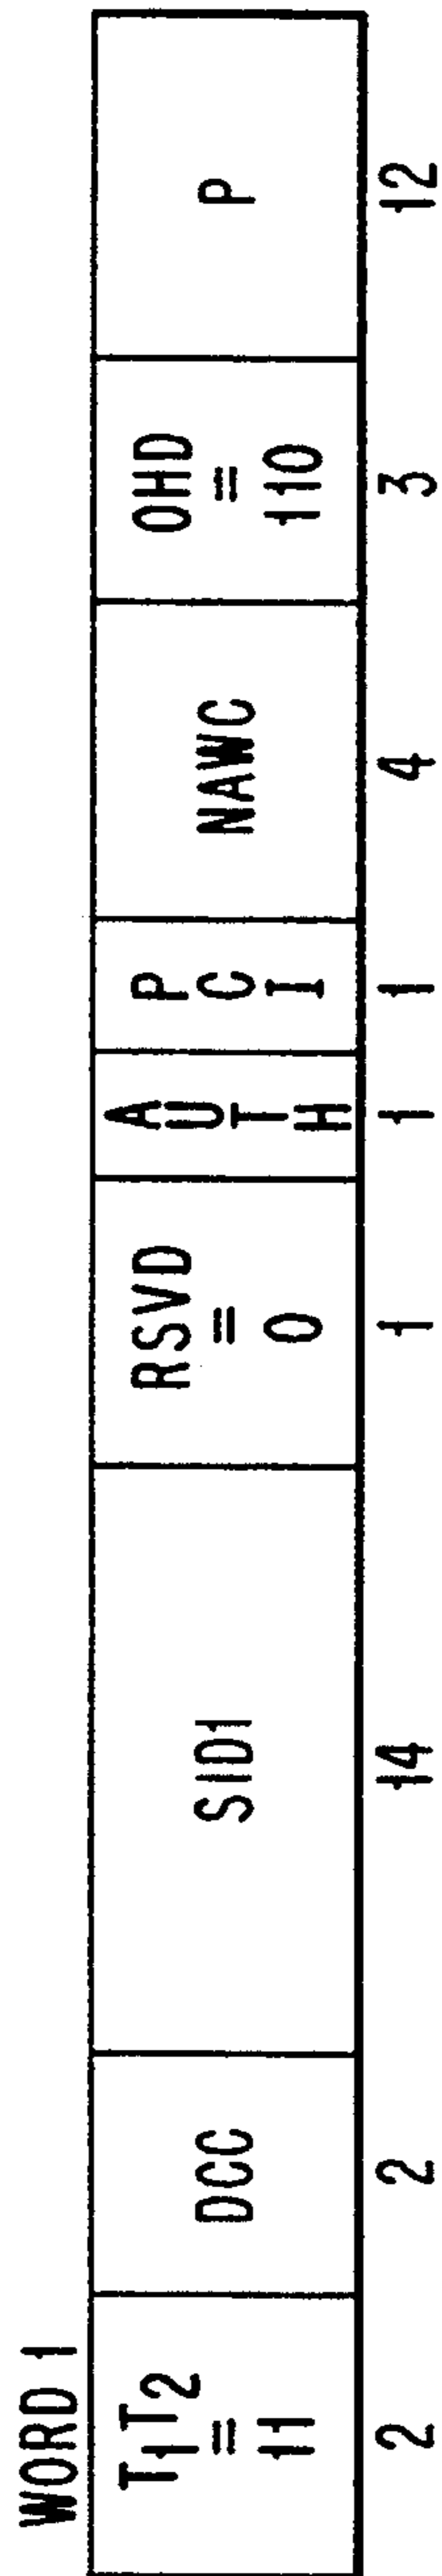 WORD 1
T1T2 = 11
DCC
SID1
RSVD = 0
AUTH
PCI
NAWC
OHD = 110
P
2
2
14
1
1
1
4
3
12